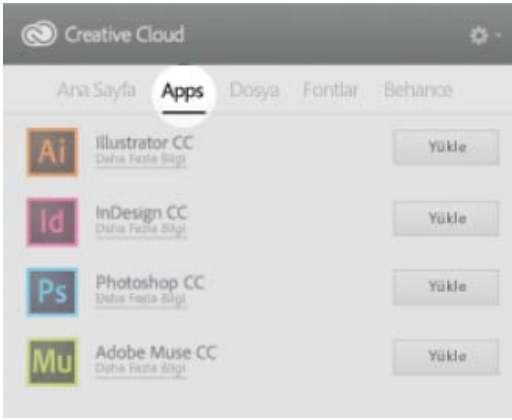 Creative Cloud
Ana Sayfa Apps Dosya Fontlar Behance
Ai Illustrator CC Yükle
Daha Fazla Bilgi
Id InDesign CC Yükle
Daha Fazla Bilgi
Ps Photoshop CC Yükle
Daha Fazla Bilgi
Mu Adobe Muse CC Yükle
Daha Fazla Bilgi